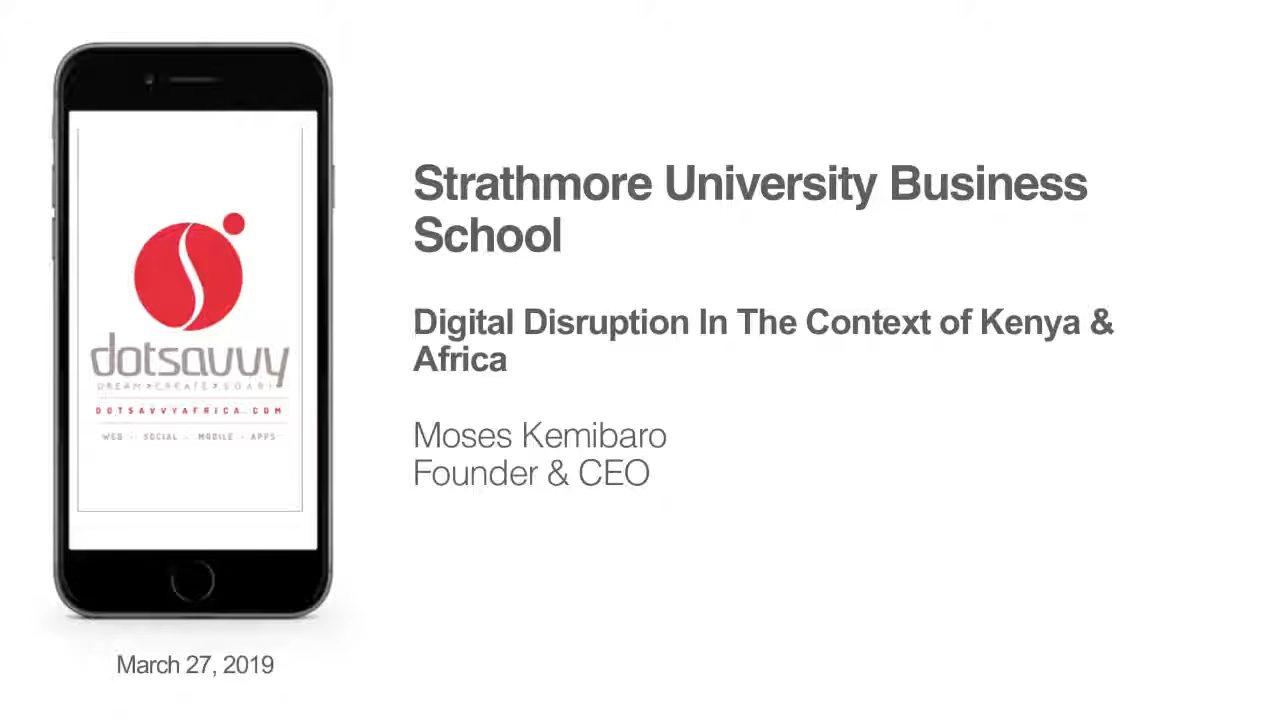 dotsavvy
DREAM>CREATE>SOAR!
DOTSAVVYAFRICA.COM
WEB - SOCIAL - MOBILE - APPS
March 27, 2019
Strathmore University Business
School
Digital Disruption In The Context of Kenya &
Africa
Moses Kemibaro
Founder & CEO